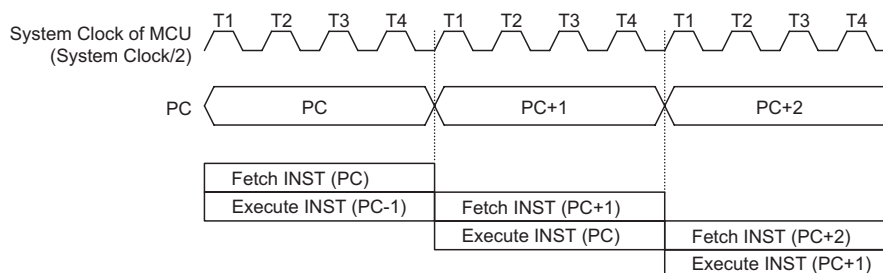 T1 T2 T3 T4 T1 T2 T3 T4 T1 T2 T3 T4
System Clock of MCU
(System Clock/2)
PC PC PC+1 PC+2
Fetch INST (PC)
Execute INST (PC-1) Fetch INST (PC+1)
Execute INST (PC) Fetch INST (PC+2)
Execute INST (PC+1)